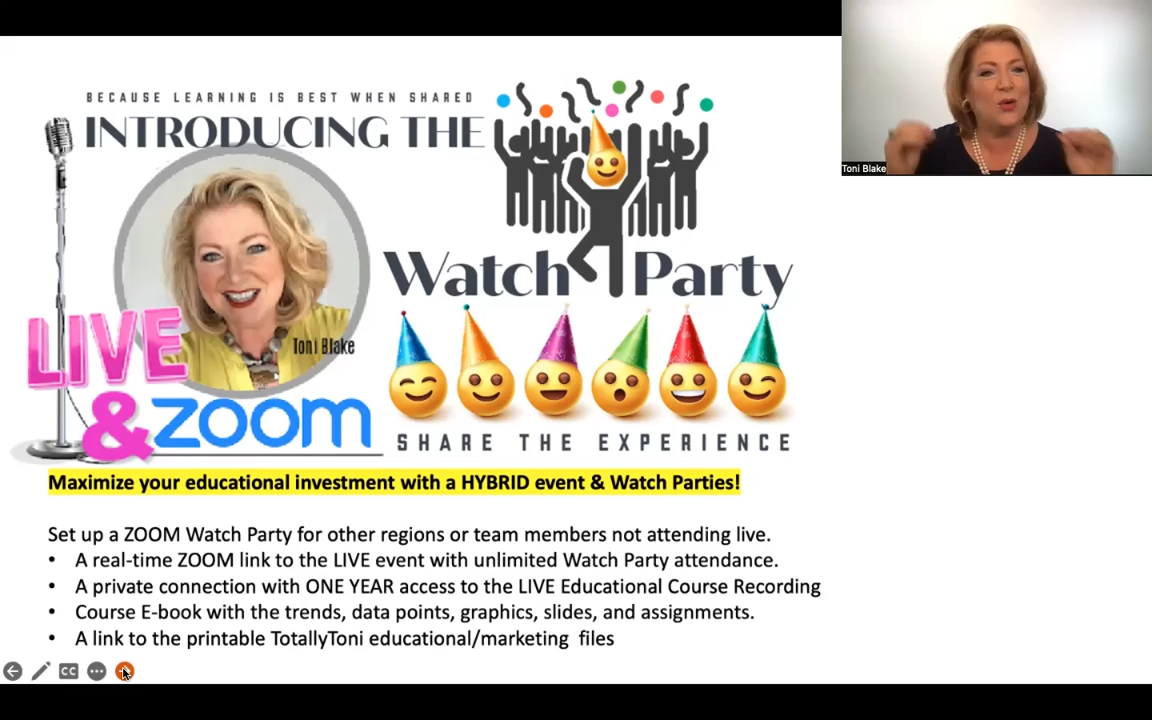 BECAUSE LEARNING IS BEST WHEN SHARED
INTRODUCING THE
Watch Party
Toni Blake
LIVE
& zoom
SHARE THE EXPERIENCE
Maximize your educational investment with a HYBRID event & Watch Parties!
Set up a ZOOM Watch Party for other regions or team members not attending live.
• A real-time ZOOM link to the LIVE event with unlimited Watch Party attendance.
• A private connection with ONE YEAR access to the LIVE Educational Course Recording
• Course E-book with the trends, data points, graphics, slides, and assignments.
• A link to the printable TotallyToni educational/marketing files
CC
Toni Blake